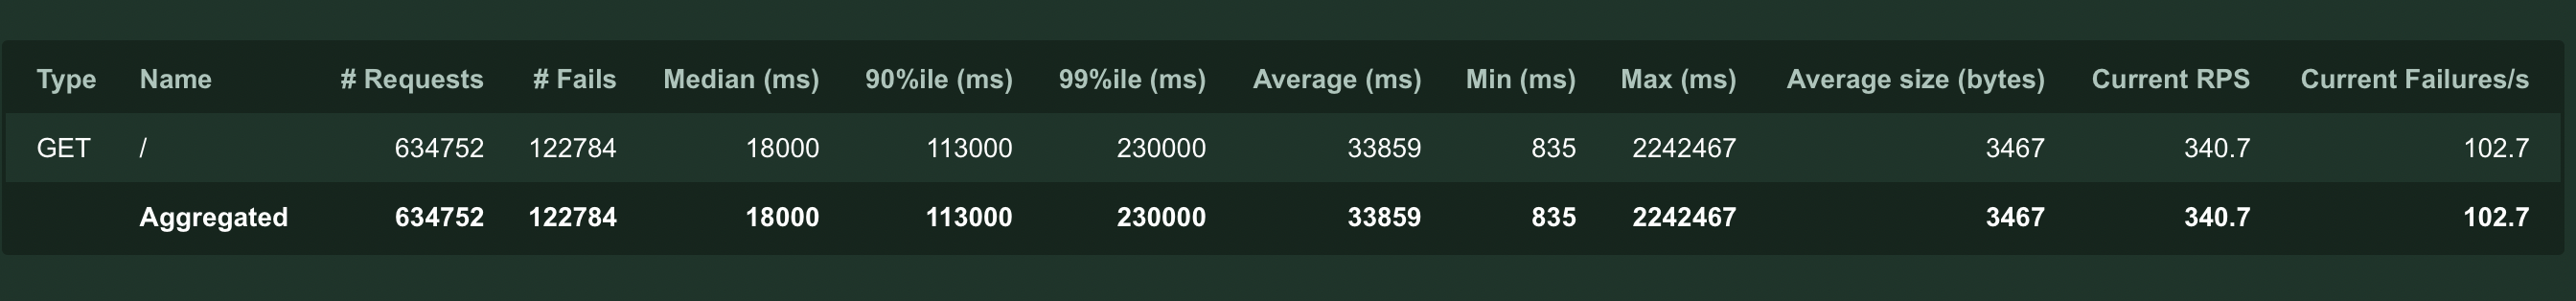 Type Name # Requests # Fails Median (ms) 90%ile (ms) 99%ile (ms) Average (ms) Min (ms) Max (ms) Average size (bytes) Current RPS Current Failures/s
GET / 634752 122784 18000 113000 230000 33859 835 2242467 3467 340.7 102.7
Aggregated 634752 122784 18000 113000 230000 33859 835 2242467 3467 340.7 102.7